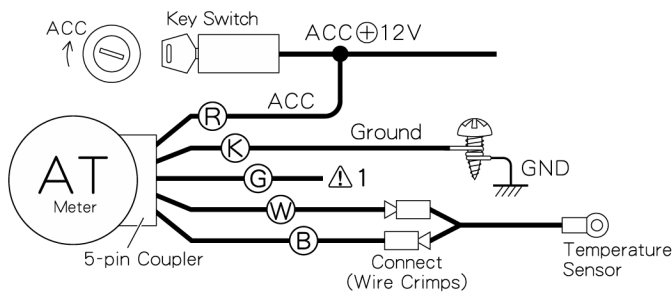 ACC
Key Switch
ACC⊕12V
ACC
R
Ground
K
AT
Meter
G
⚠1
GND
W
B
5-pin Coupler
Connect
(Wire Crimps)
Temperature
Sensor